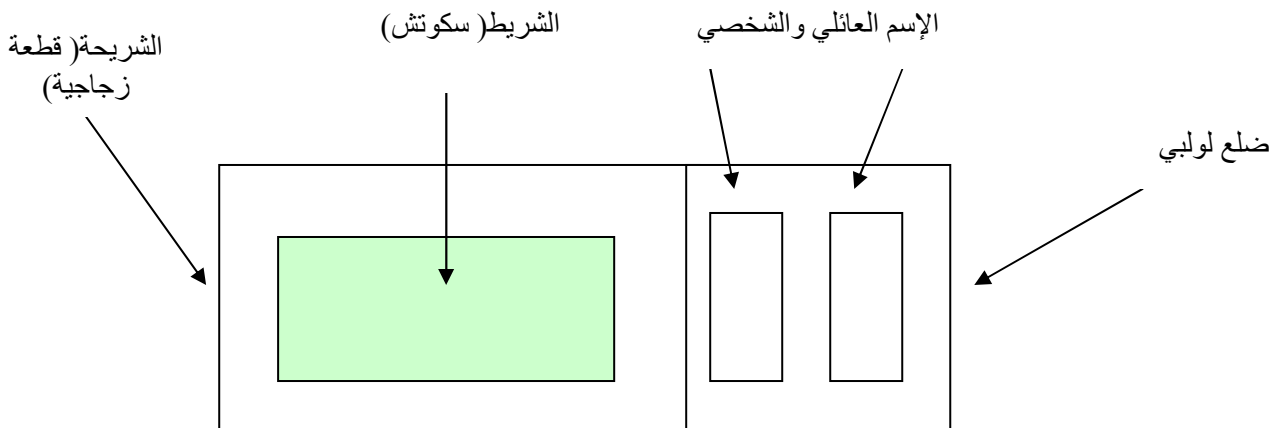 الإسم العائلي والشخصي
الشريط( سكوتش)
الشريحة( قطعة
زجاجية)
ضلع لولبي